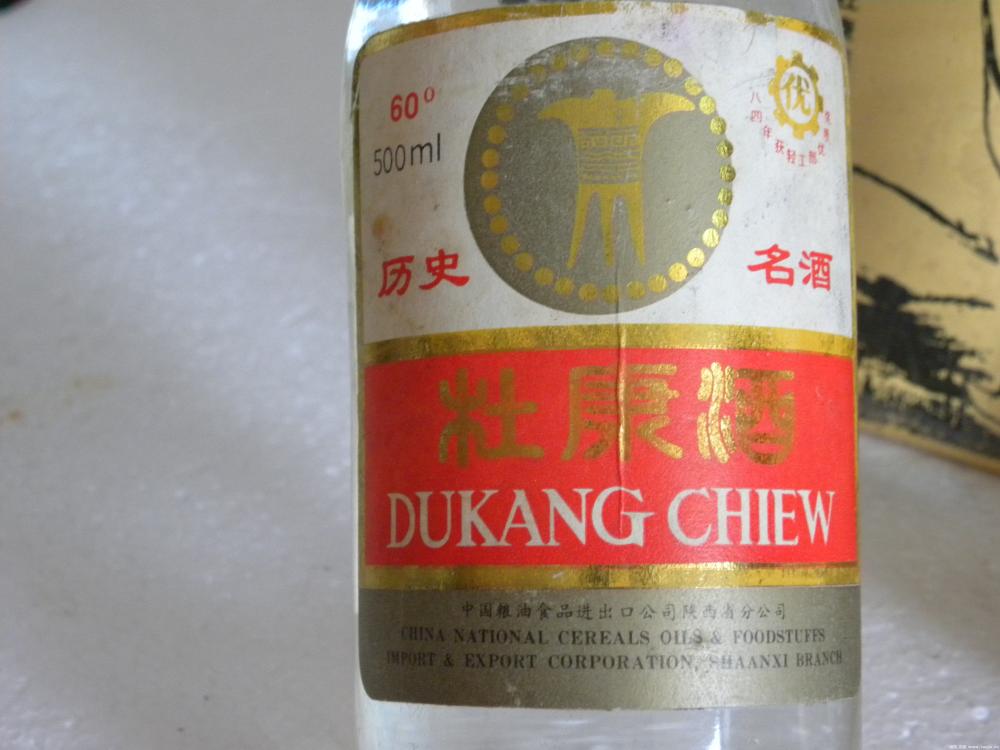 60°
500ml
优
八四年获轻工部优质优
历史
名酒
杜康酒
DUKANG CHIEW
中国粮油食品进出口公司陕西省分公司
CHINA NATIONAL CEREALS OILS & FOODSTUFFS
IMPORT & EXPORT CORPORATION, SHAANXI BRANCH